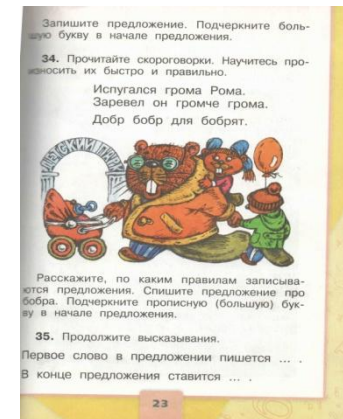 Запишите предложение. Подчеркните боль-
шую букву в начале предложения.
34. Прочитайте скороговорки. Научитесь про-
износить их быстро и правильно.
Испугался грома Рома.
Заревел он громче грома.
Добр бобр для бобрят.
ДЕТСКИЙ ПАРК
Расскажите, по каким правилам записыва-
ются предложения. Спишите предложение про
бобра. Подчеркните прописную (большую) бук-
ву в начале предложения.
35. Продолжите высказывания.
Первое слово в предложении пишется ... .
В конце предложения ставится ... .
23